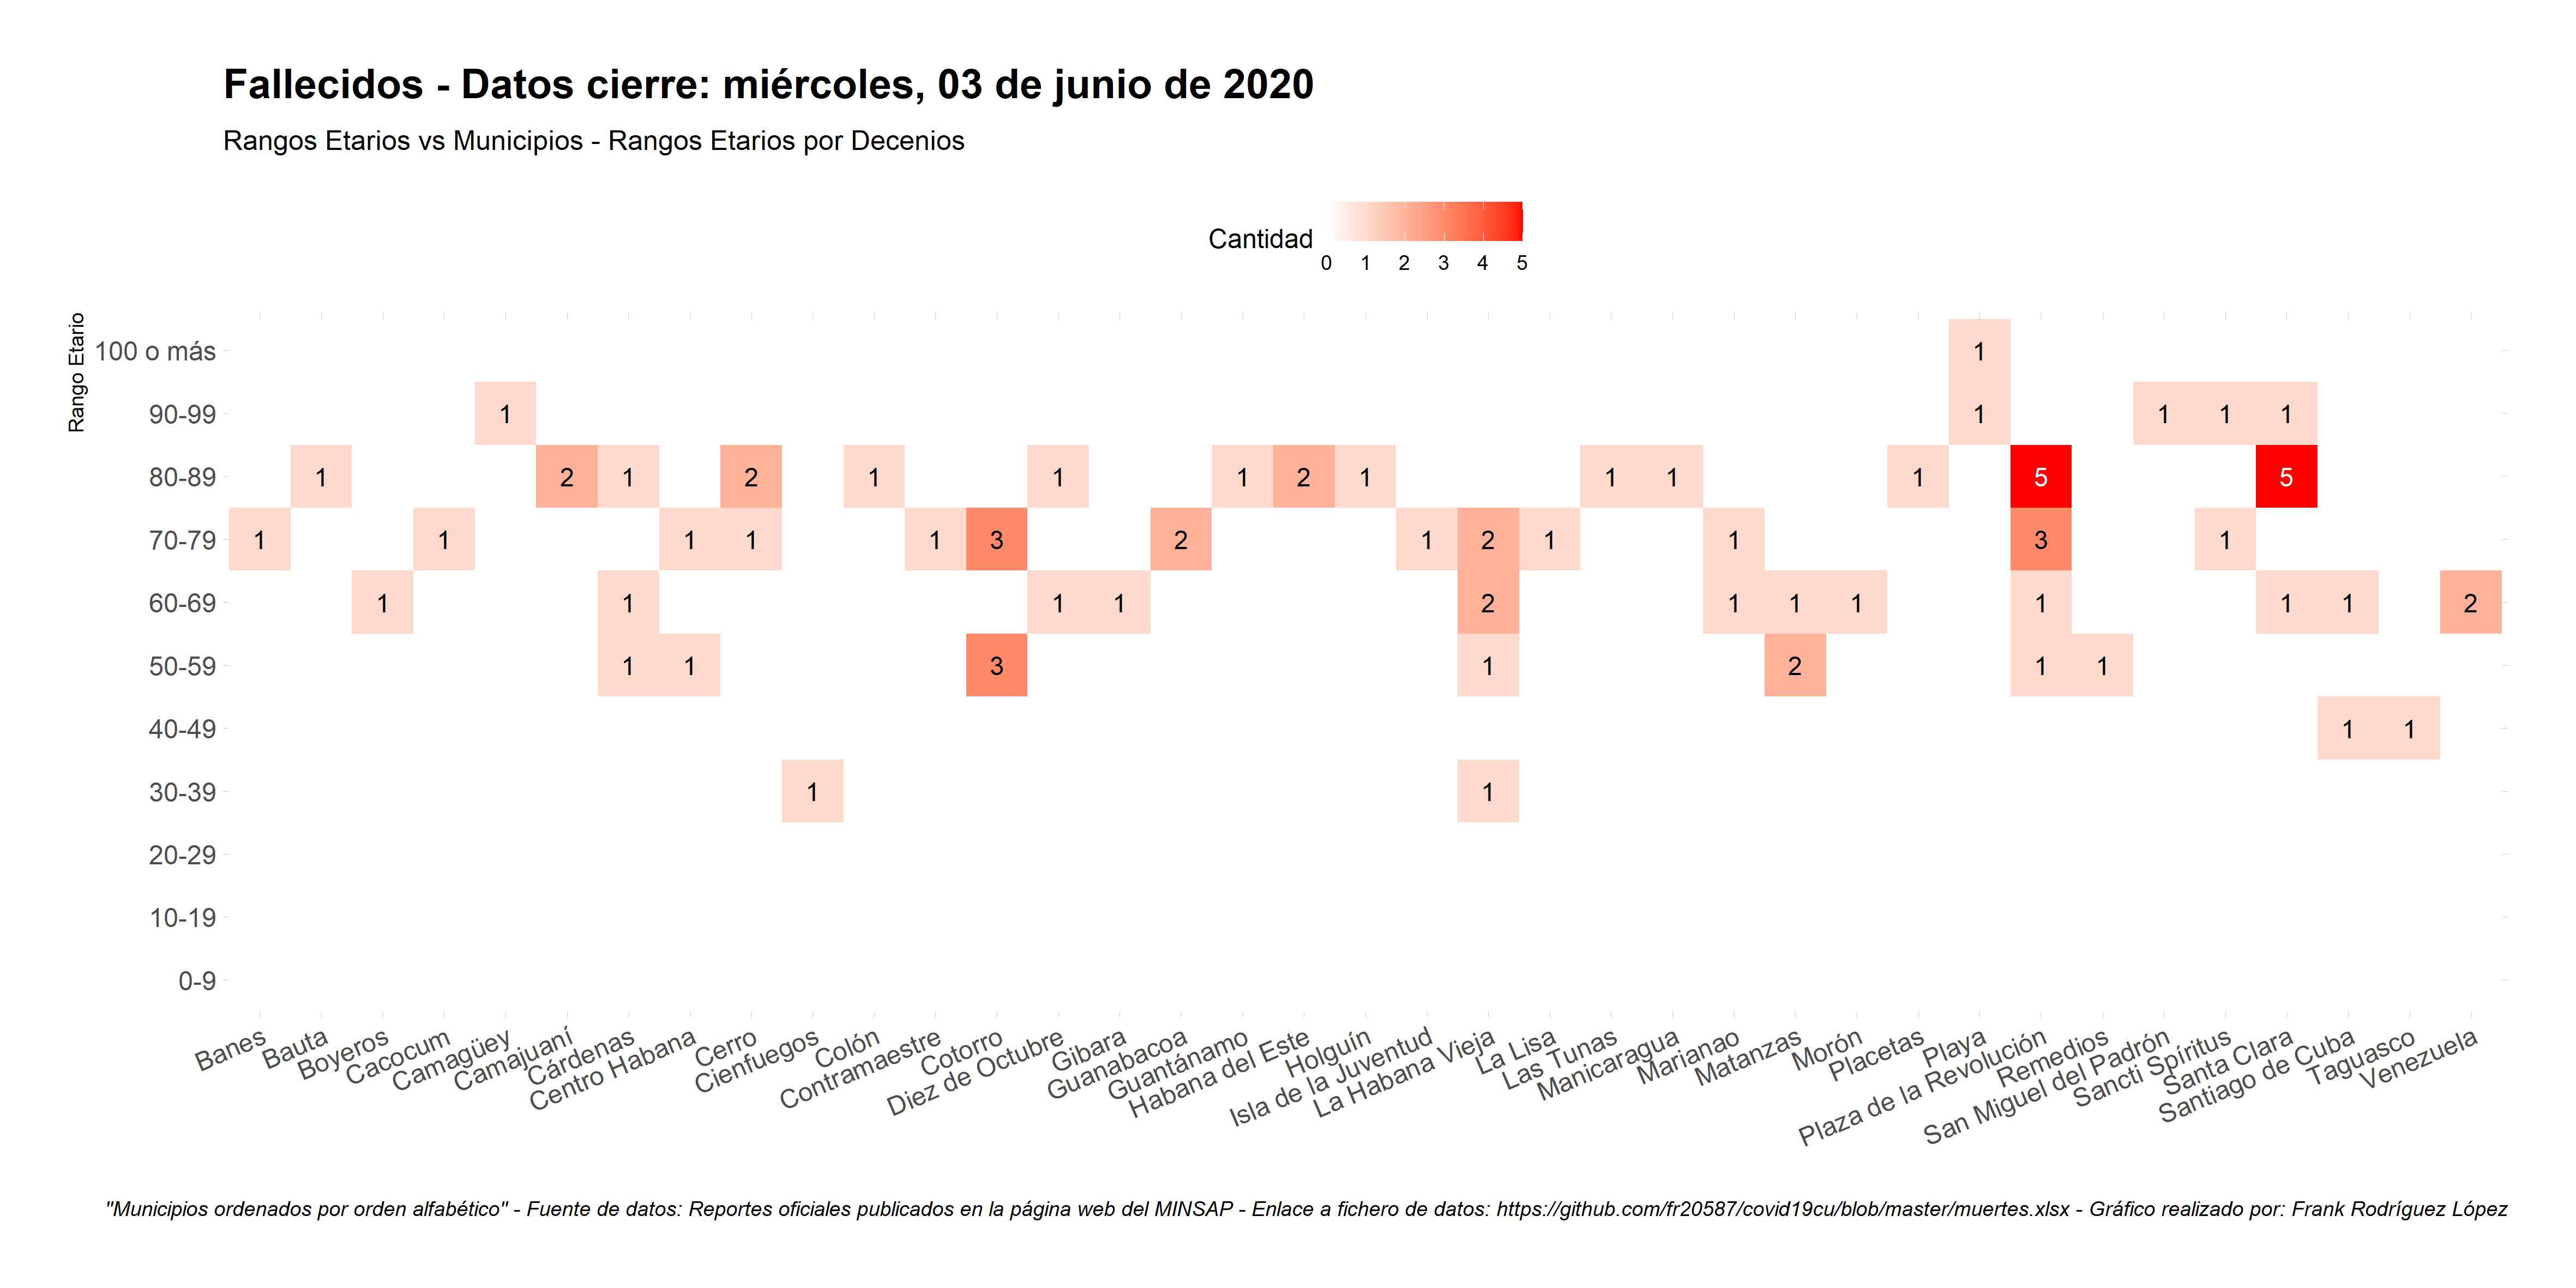 Fallecidos - Datos cierre: miércoles, 03 de junio de 2020
Rangos Etarios vs Municipios - Rangos Etarios por Decenios
Cantidad
0 1 2 3 4 5
Rango Etario
100 o más 1
90-99 1 1 1 1 1
80-89 1 2 1 2 1 1 1 2 1 1 1 1 5 5
70-79 1 1 1 1 1 3 2 1 2 1 1 3 1
60-69 1 1 1 1 2 1 1 1 1 1 1 2
50-59 1 1 3 1 2 1 1
40-49 1 1
30-39 1 1
20-29
10-19
0-9
Banes
Bauta
Boyeros
Cacocum
Camagüey
Camajuaní
Cárdenas
Centro Habana
Cerro
Cienfuegos
Colón
Contramaestre
Cotorro
Diez de Octubre
Gibara
Guanabacoa
Guantánamo
Habana del Este
Holguín
Isla de la Juventud
La Habana Vieja
La Lisa
Las Tunas
Manicaragua
Marianao
Matanzas
Morón
Placetas
Playa
Plaza de la Revolución
Remedios
San Miguel del Padrón
Sancti Spíritus
Santa Clara
Santiago de Cuba
Taguasco
Venezuela
"Municipios ordenados por orden alfabético" - Fuente de datos: Reportes oficiales publicados en la página web del MINSAP - Enlace a fichero de datos: https://github.com/fr20587/covid19cu/blob/master/muertes.xlsx - Gráfico realizado por: Frank Rodríguez López